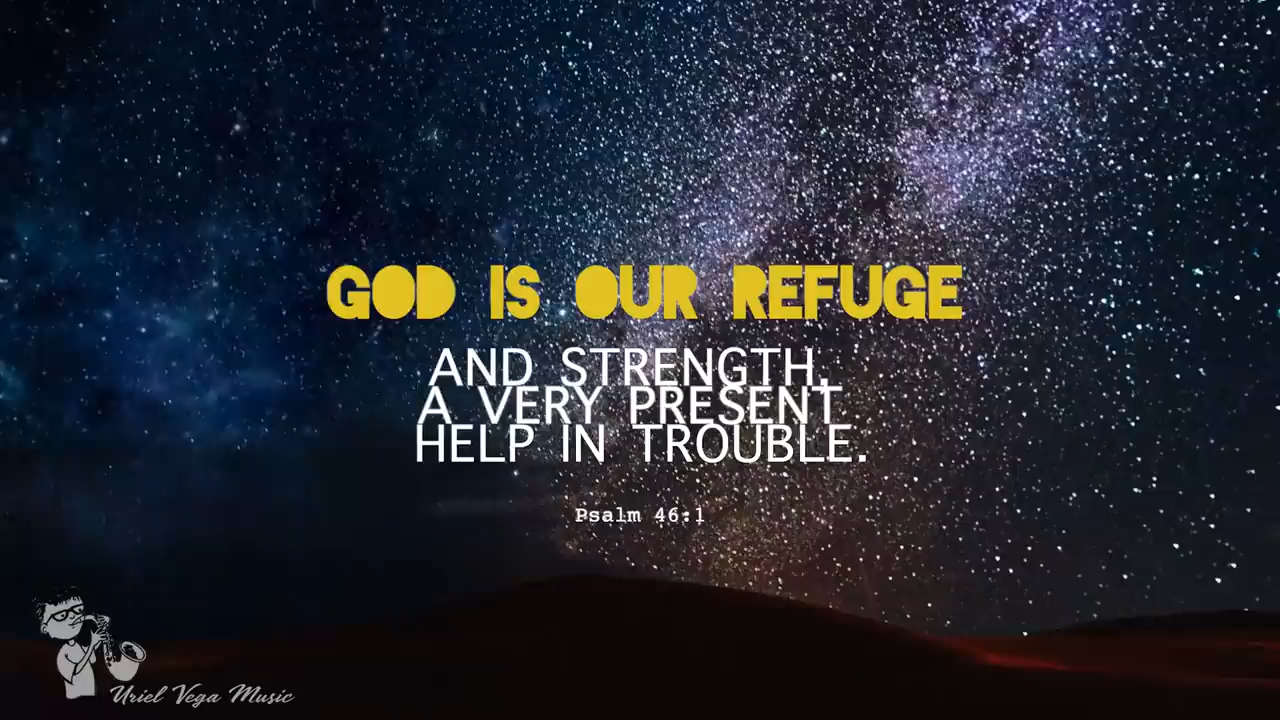 GOD IS OUR REFUGE
AND STRENGTH,
A VERY PRESENT
HELP IN TROUBLE.
Psalm 46:1
Uriel Vega Music